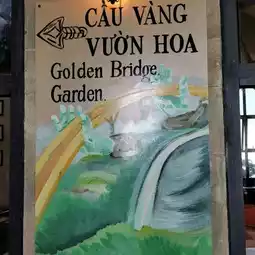 CẦU VÀNG
VƯỜN HOA
Golden Bridge
Garden